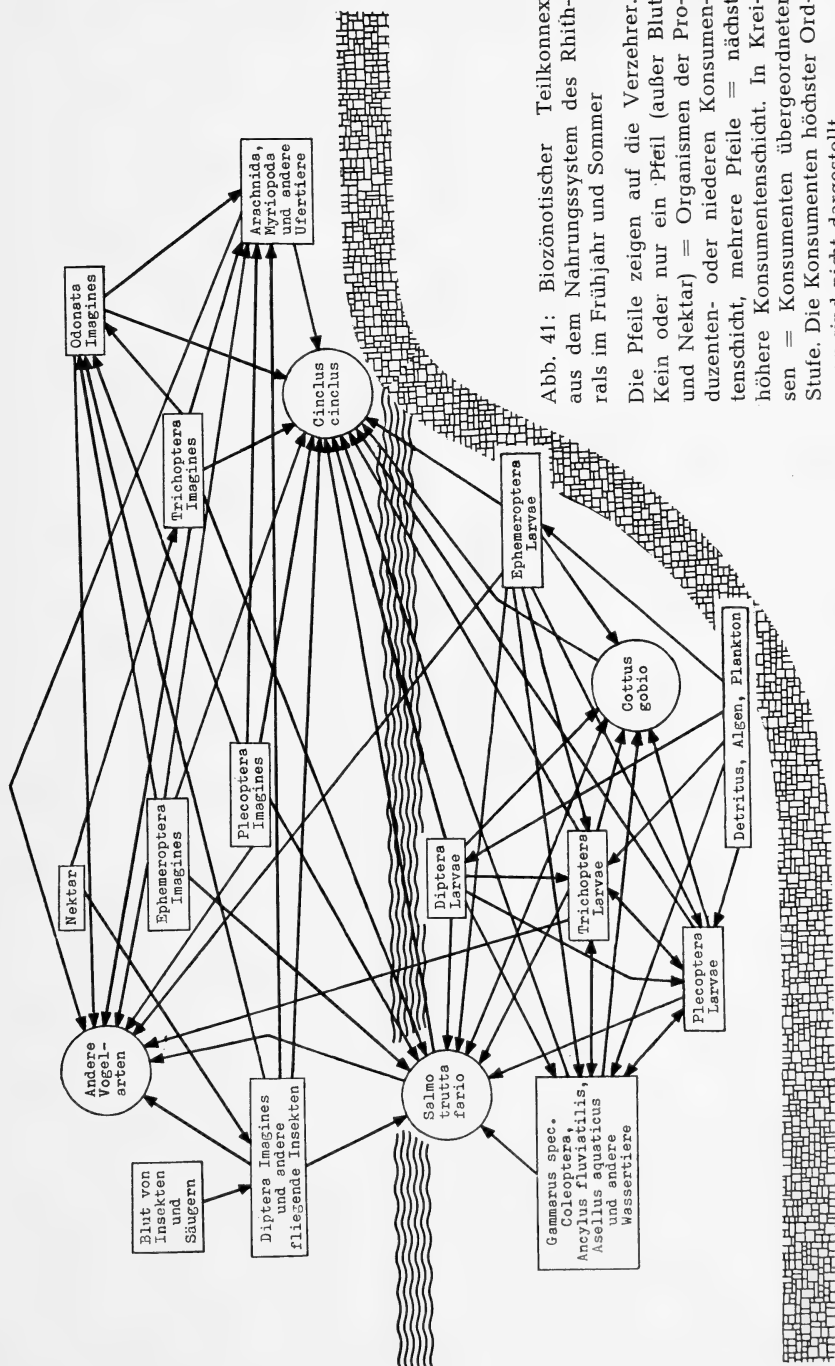 Odonata
Imagines
Arachnida,
Myriopoda
und andere
Ufertiere
Trichoptera
Imagines
Cinclus
cinclus
Nektar
Ephemeroptera
Imagines
Plecoptera
Imagines
Andere
Vogel-
arten
Blut von
Insekten
und
Säugern
Diptera Imagines
und andere
fliegende Insekten
Salmo
trutta
fario
Diptera
Larvae
Ephemeroptera
Larvae
Cottus
gobio
Trichoptera
Larvae
Plecoptera
Larvae
Gammarus spec.
Coleoptera,
Ancylus fluviatilis,
Asellus aquaticus
und andere
Wassertiere
Detritus, Algen, Plankton
Abb. 41: Biozönotischer Teilkonnex
aus dem Nahrungssystem des Rhith-
rals im Frühjahr und Sommer
Die Pfeile zeigen auf die Verzehrer.
Kein oder nur ein Pfeil (außer Blut
und Nektar) = Organismen der Pro-
duzenten- oder niederen Konsumen-
tenschicht, mehrere Pfeile = nächst
höhere Konsumentenschicht. In Krei-
sen = Konsumenten übergeordneter
Stufe. Die Konsumenten höchster Ord-
sind nicht dargestellt